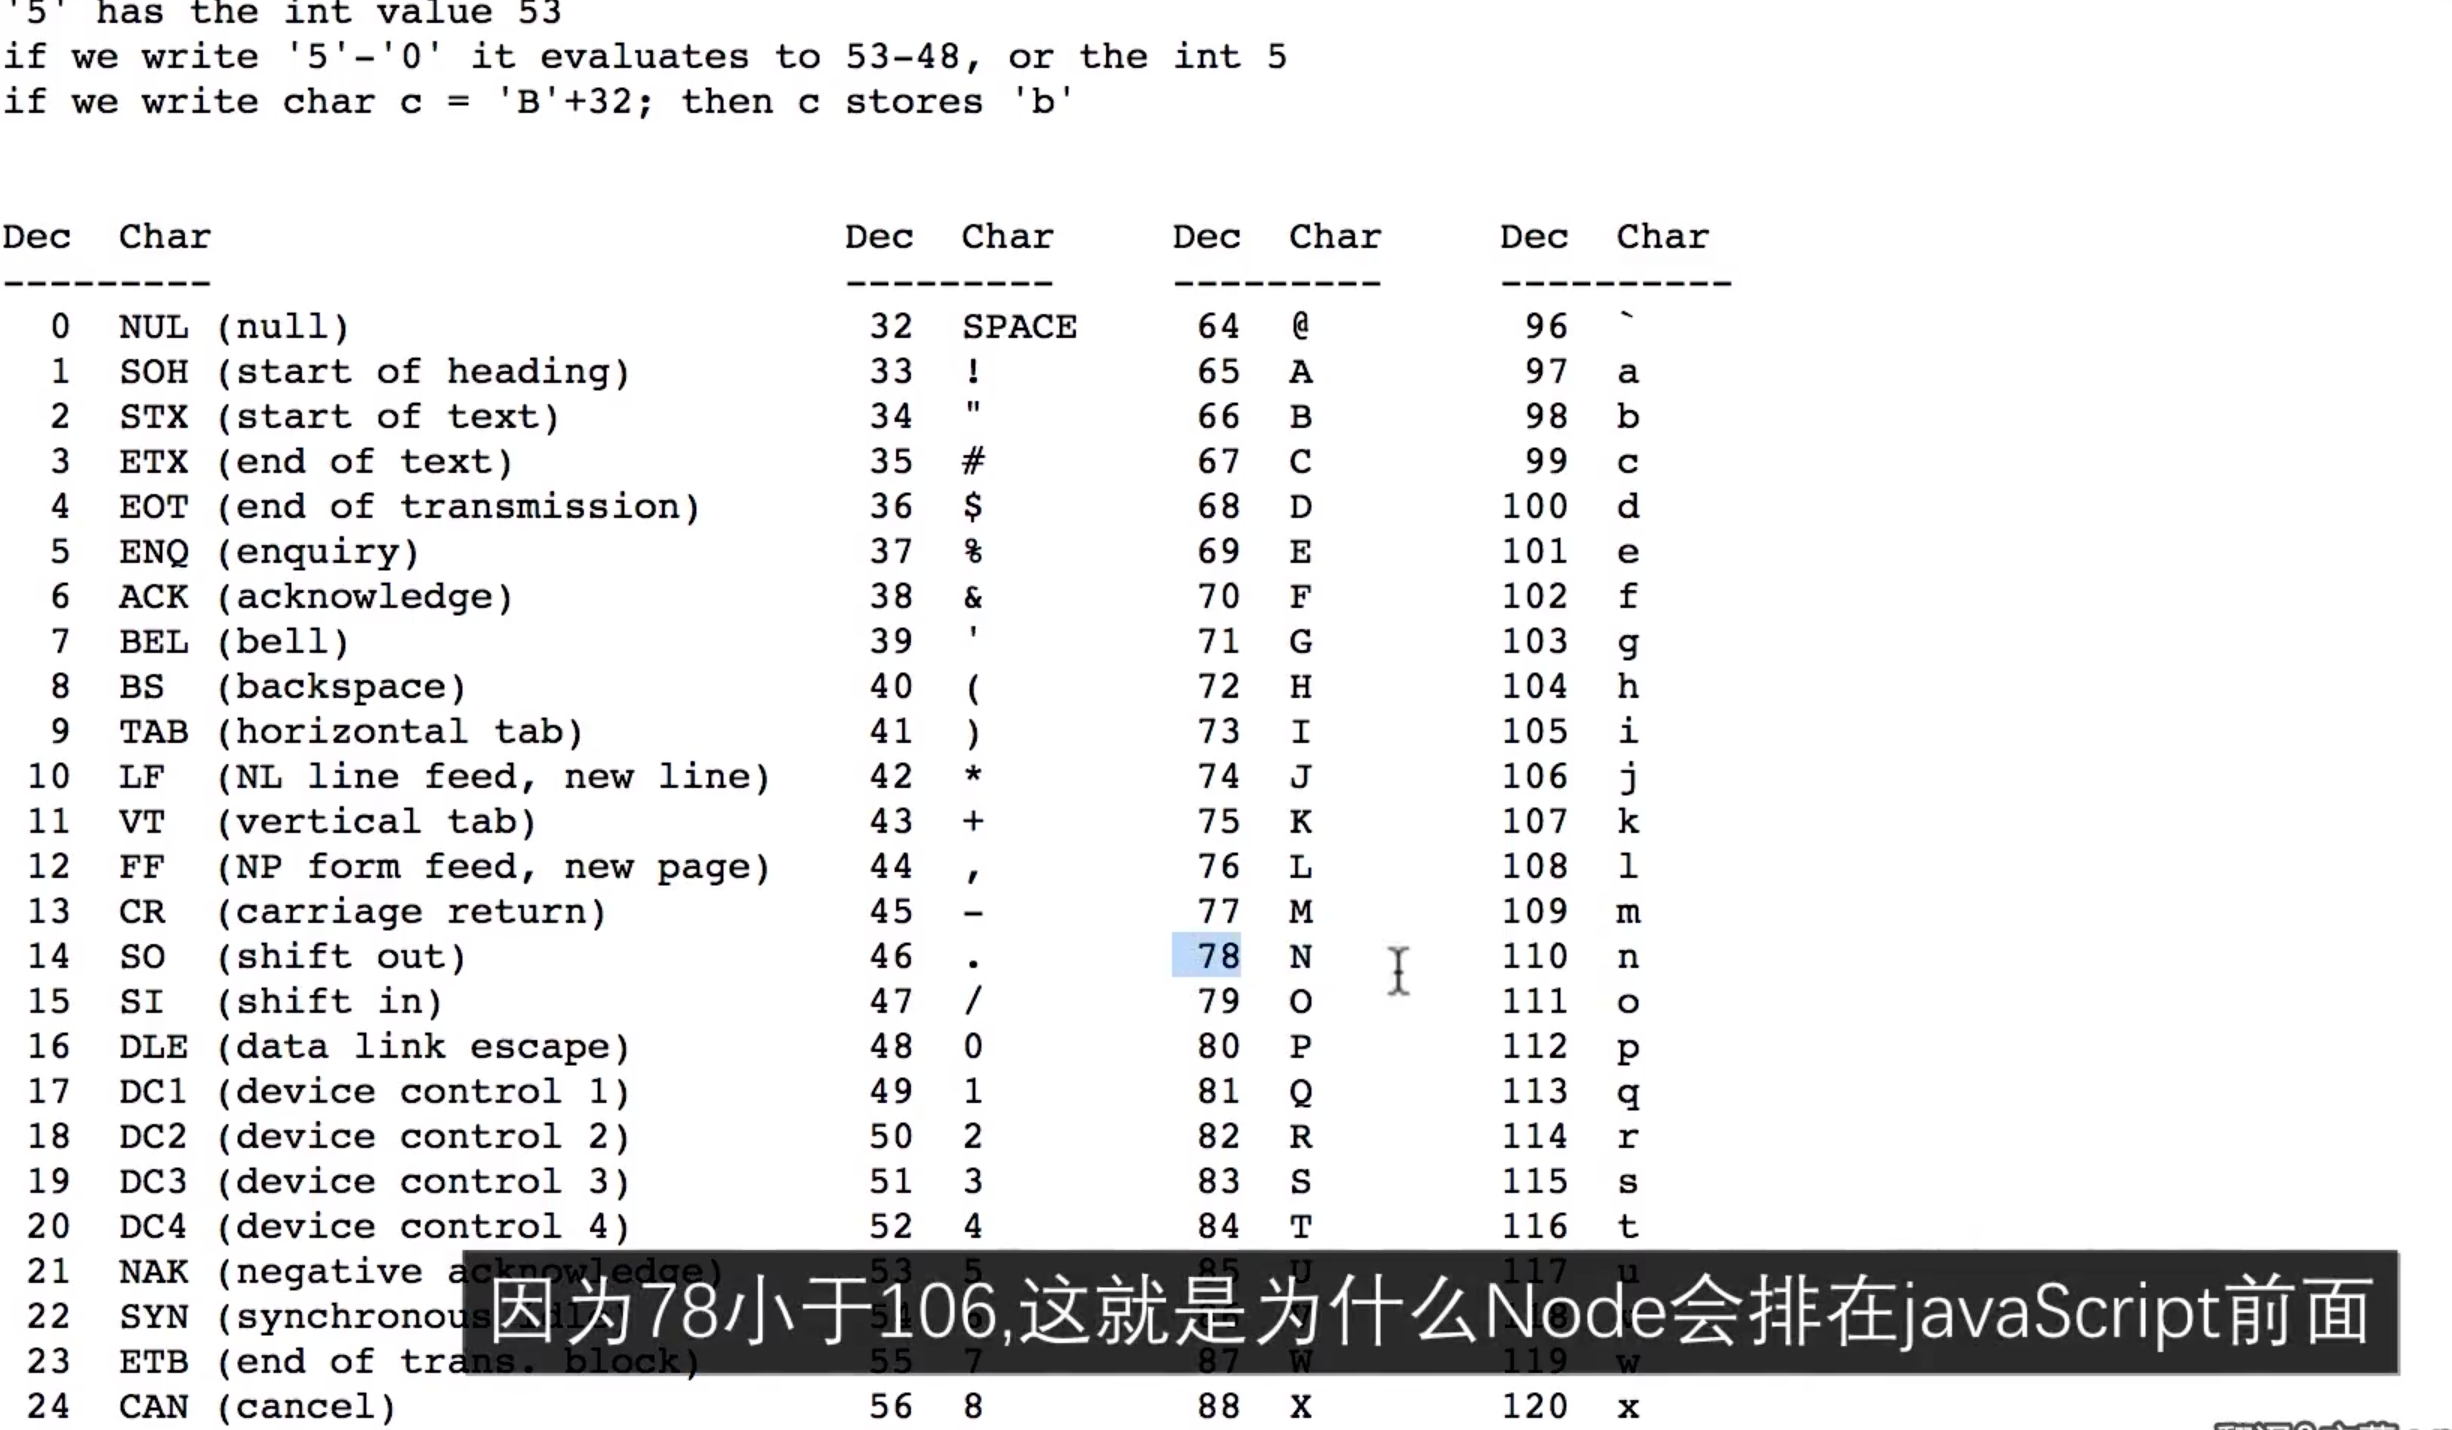 '5' has the int value 53
if we write '5'-'0' it evaluates to 53-48, or the int 5
if we write char c = 'B'+32; then c stores 'b'
Dec Char Dec Char Dec Char Dec Char
--------- --------- --------- ----------
0 NUL (null) 32 SPACE 64 @ 96 `
1 SOH (start of heading) 33 ! 65 A 97 a
2 STX (start of text) 34 " 66 B 98 b
3 ETX (end of text) 35 # 67 C 99 c
4 EOT (end of transmission) 36 $ 68 D 100 d
5 ENQ (enquiry) 37 % 69 E 101 e
6 ACK (acknowledge) 38 & 70 F 102 f
7 BEL (bell) 39 ' 71 G 103 g
8 BS (backspace) 40 ( 72 H 104 h
9 TAB (horizontal tab) 41 ) 73 I 105 i
10 LF (NL line feed, new line) 42 * 74 J 106 j
11 VT (vertical tab) 43 + 75 K 107 k
12 FF (NP form feed, new page) 44 , 76 L 108 l
13 CR (carriage return) 45 - 77 M 109 m
14 SO (shift out) 46 . 78 N 110 n
15 SI (shift in) 47 / 79 O 111 o
16 DLE (data link escape) 48 0 80 P 112 p
17 DC1 (device control 1) 49 1 81 Q 113 q
18 DC2 (device control 2) 50 2 82 R 114 r
19 DC3 (device control 3) 51 3 83 S 115 s
20 DC4 (device control 4) 52 4 84 T 116 t
21 NAK (negative acknowledge) 53 5 85 U 117 u
22 SYN (synchronous
因为78小于106,这就是为什么Node会排在javaScript前面
23 ETB (end of trans. block) 55 7 87 W 119 w
24 CAN (cancel) 56 8 88 X 120 x